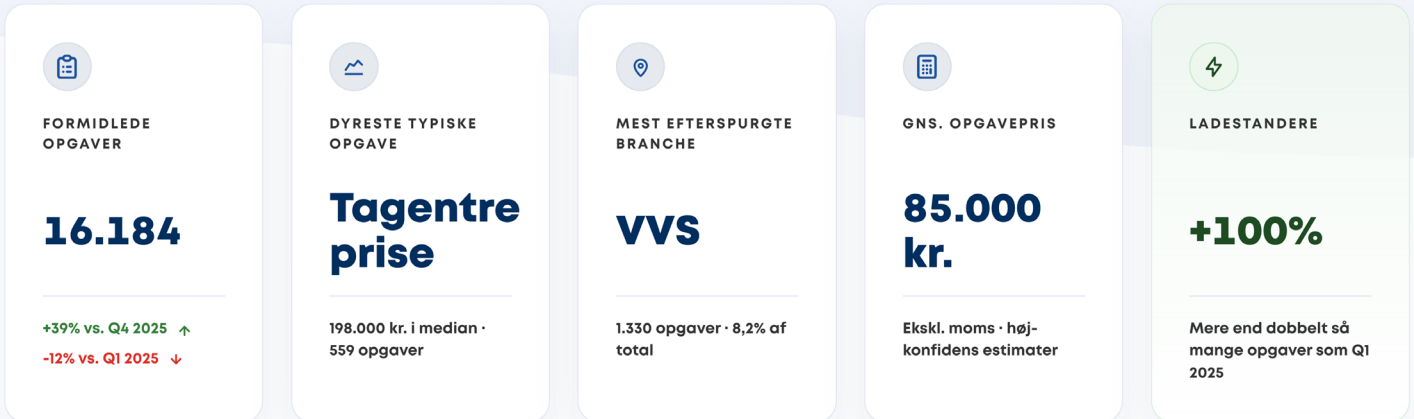 FORMIDLEDE
OPGAVER
16.184
+39% vs. Q4 2025 ↑
-12% vs. Q1 2025 ↓
DYRESTE TYPISKE
OPGAVE
Tagentre
prise
198.000 kr. i median ·
559 opgaver
MEST EFTERSPURGTE
BRANCHE
VVS
1.330 opgaver · 8,2% af
total
GNS. OPGAVEPRIS
85.000
kr.
Ekskl. moms · høj-
konfidens estimater
LADESTANDERE
+100%
Mere end dobbelt så
mange opgaver som Q1
2025